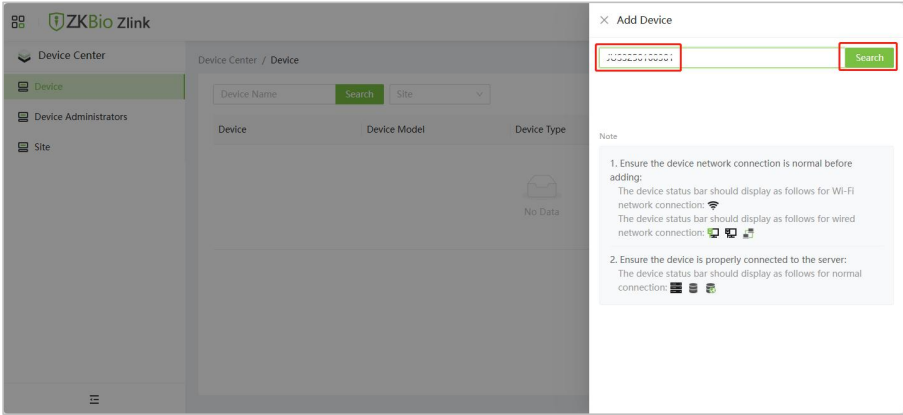 ZKBio Zlink
Add Device
Device Center
Device Center / Device
Search
Device
Device Name
Search
Site
Device Administrators
Device
Device Model
Device Type
Site
No Data
Note
1. Ensure the device network connection is normal before
adding:
The device status bar should display as follows for Wi-Fi
network connection:
The device status bar should display as follows for wired
network connection:
2. Ensure the device is properly connected to the server:
The device status bar should display as follows for normal
connection: